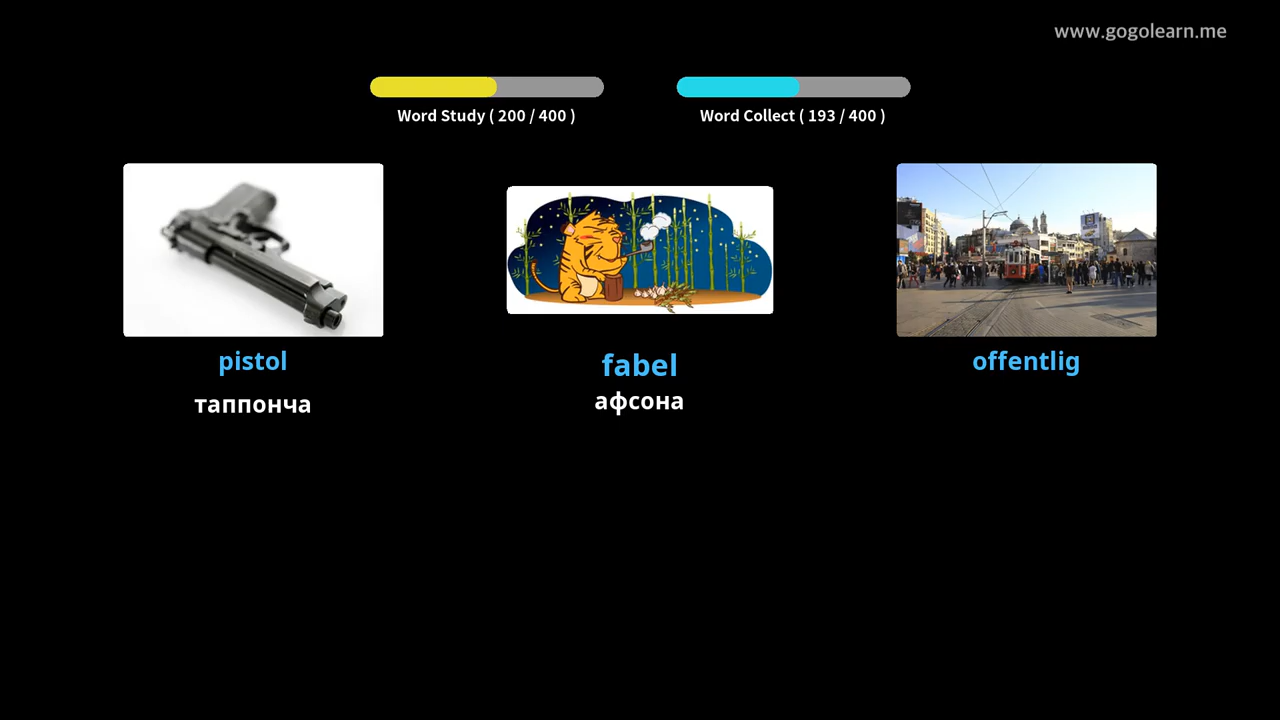 www.gogolearn.me
Word Study ( 200 / 400 )
Word Collect ( 193 / 400 )
pistol
таппонча
fabel
афсона
offentlig